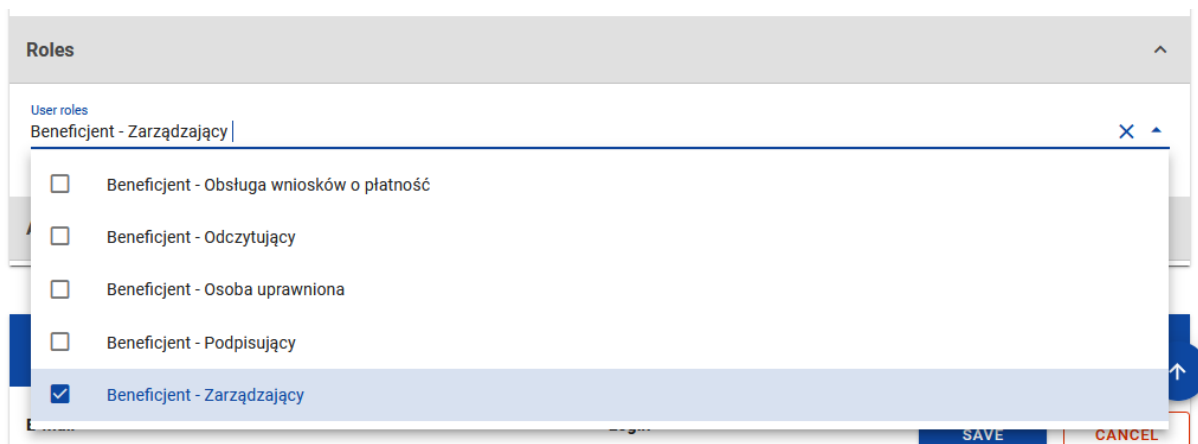 Roles
User roles
Beneficjent - Zarządzający
Beneficjent - Obsługa wniosków o płatność
Beneficjent - Odczytujący
Beneficjent - Osoba uprawniona
Beneficjent - Podpisujący
Beneficjent - Zarządzający
SAVE
CANCEL